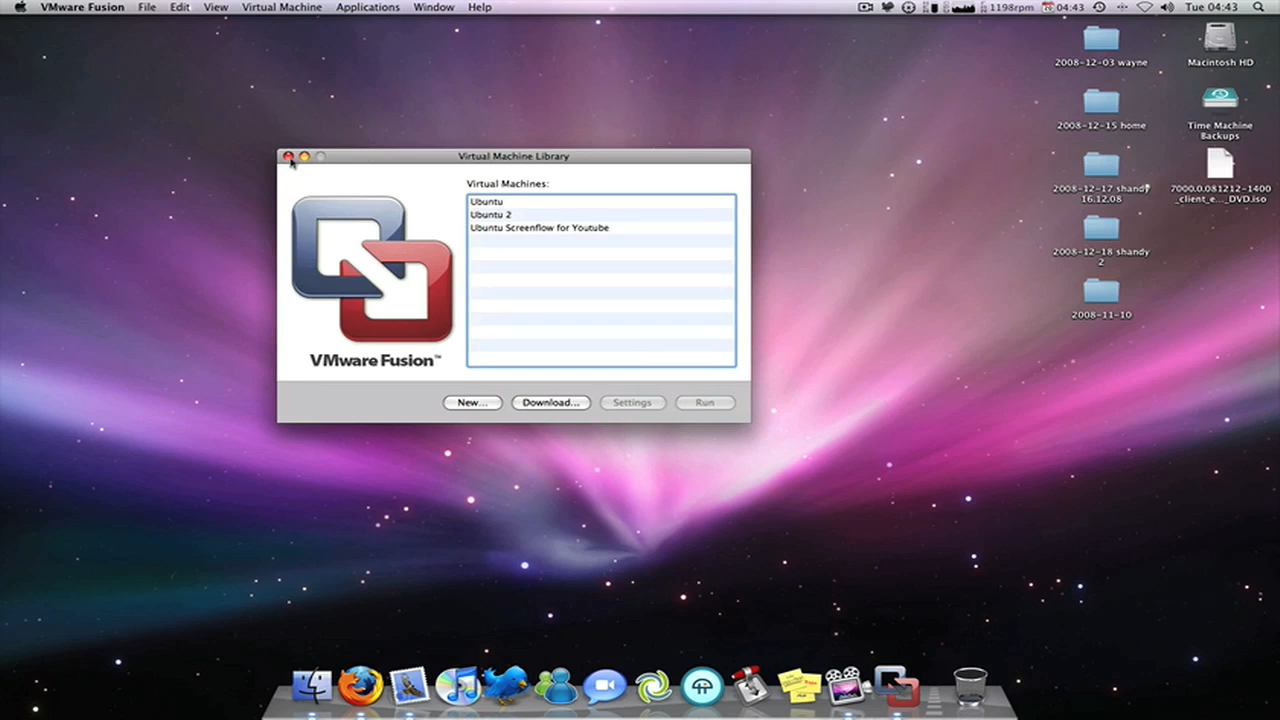 VMware Fusion File Edit View Virtual Machine Applications Window Help
1198rpm 04:43 Tue 04:43
2008-12-03 wayne
Macintosh HD
2008-12-15 home
Time Machine
Backups
2008-12-17 shandy
16.12.08
7000.0.081212-1400
_client_e..._DVD.iso
2008-12-18 shandy
2
2008-11-10
Virtual Machine Library
Virtual Machines:
Ubuntu
Ubuntu 2
Ubuntu Screenflow for Youtube
VMware Fusion™
New...
Download...
Settings
Run